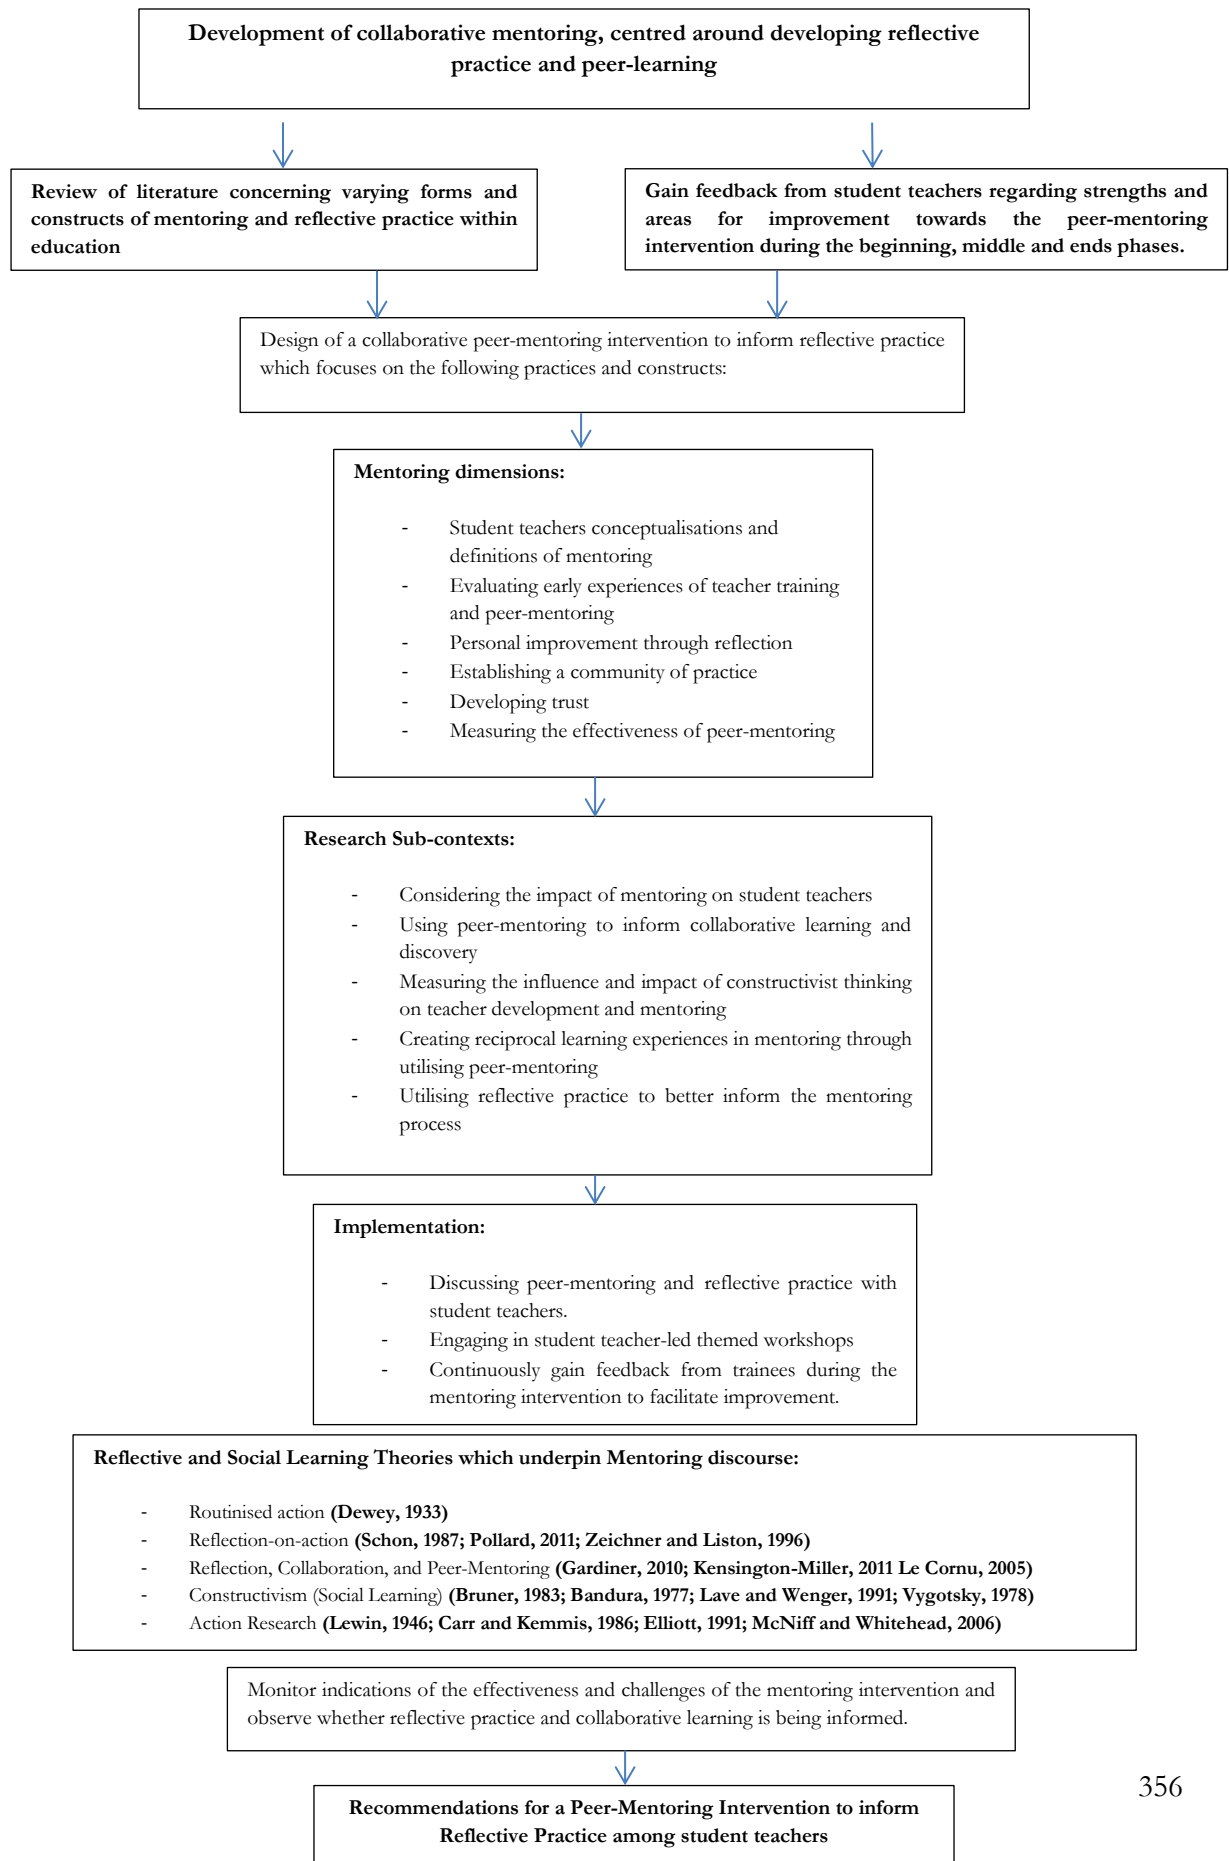 Development of collaborative mentoring, centred around developing reflective
practice and peer-learning
Review of literature concerning varying forms and
constructs of mentoring and reflective practice within
education
Gain feedback from student teachers regarding strengths and
areas for improvement towards the peer-mentoring
intervention during the beginning, middle and ends phases.
Design of a collaborative peer-mentoring intervention to inform reflective practice
which focuses on the following practices and constructs:
Mentoring dimensions:
- Student teachers conceptualisations and
definitions of mentoring
- Evaluating early experiences of teacher training
and peer-mentoring
- Personal improvement through reflection
- Establishing a community of practice
- Developing trust
- Measuring the effectiveness of peer-mentoring
Research Sub-contexts:
- Considering the impact of mentoring on student teachers
- Using peer-mentoring to inform collaborative learning and
discovery
- Measuring the influence and impact of constructivist thinking
on teacher development and mentoring
- Creating reciprocal learning experiences in mentoring through
utilising peer-mentoring
- Utilising reflective practice to better inform the mentoring
process
Implementation:
- Discussing peer-mentoring and reflective practice with
student teachers.
- Engaging in student teacher-led themed workshops
- Continuously gain feedback from trainees during the
mentoring intervention to facilitate improvement.
Reflective and Social Learning Theories which underpin Mentoring discourse:
- Routinised action (Dewey, 1933)
- Reflection-on-action (Schon, 1987; Pollard, 2011; Zeichner and Liston, 1996)
- Reflection, Collaboration, and Peer-Mentoring (Gardiner, 2010; Kensington-Miller, 2011 Le Cornu, 2005)
- Constructivism (Social Learning) (Bruner, 1983; Bandura, 1977; Lave and Wenger, 1991; Vygotsky, 1978)
- Action Research (Lewin, 1946; Carr and Kemmis, 1986; Elliott, 1991; McNiff and Whitehead, 2006)
Monitor indications of the effectiveness and challenges of the mentoring intervention and
observe whether reflective practice and collaborative learning is being informed.
356
Recommendations for a Peer-Mentoring Intervention to inform
Reflective Practice among student teachers